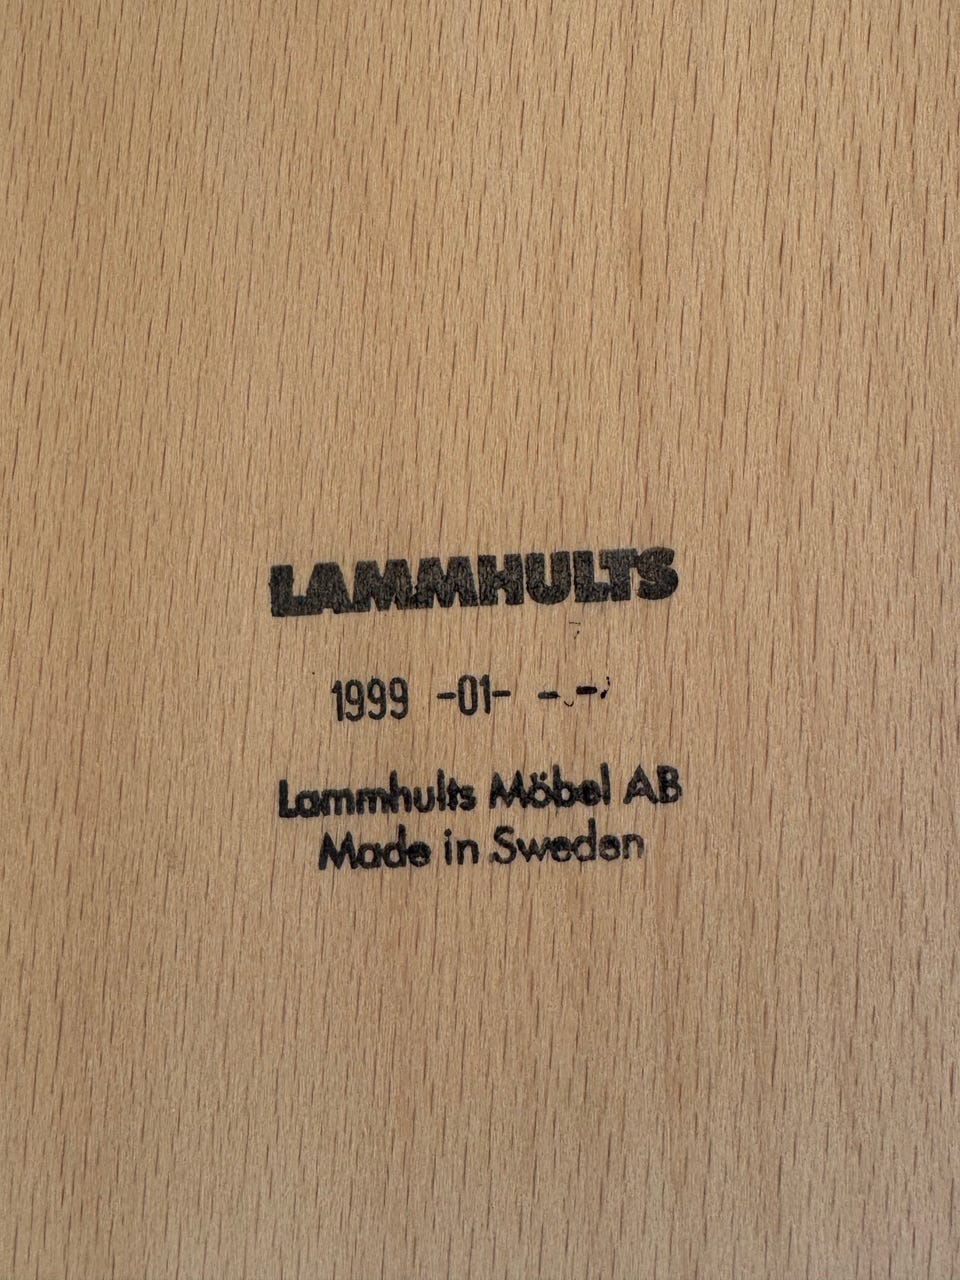 LAMMHULTS
1999 -01- - -
Lammhults Möbel AB
Made in Sweden